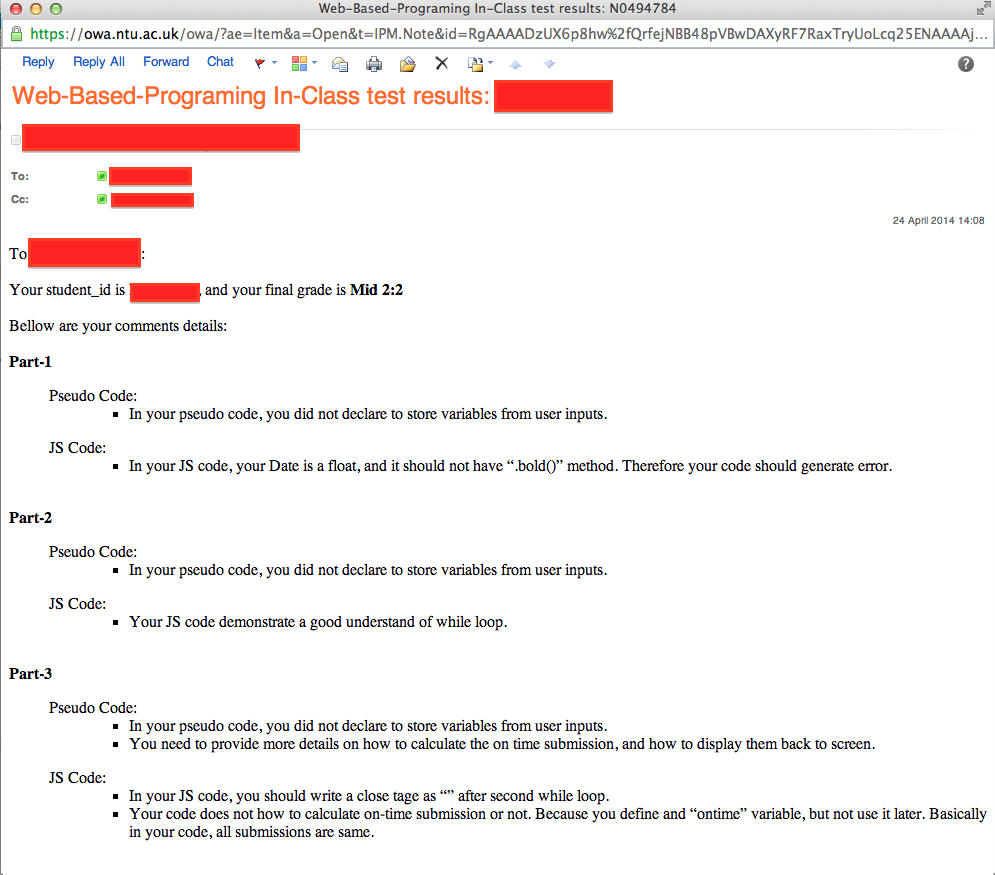 Web-Based-Programing In-Class test results: N0494784
https://owa.ntu.ac.uk/owa/?ae=Item&a=Open&t=IPM.Note&id=RgAAAADzUX6p8hw%2fQrfejNBB48pVBwDAXyRF7RaxTryUoLcq25ENAAAAj...
Reply Reply All Forward Chat
Web-Based-Programing In-Class test results:
To:
Cc:
24 April 2014 14:08
To :
Your student_id is , and your final grade is Mid 2:2
Bellow are your comments details:
Part-1
Pseudo Code:
In your pseudo code, you did not declare to store variables from user inputs.
JS Code:
In your JS code, your Date is a float, and it should not have “.bold()” method. Therefore your code should generate error.
Part-2
Pseudo Code:
In your pseudo code, you did not declare to store variables from user inputs.
JS Code:
Your JS code demonstrate a good understand of while loop.
Part-3
Pseudo Code:
In your pseudo code, you did not declare to store variables from user inputs.
You need to provide more details on how to calculate the on time submission, and how to display them back to screen.
JS Code:
In your JS code, you should write a close tage as “” after second while loop.
Your code does not how to calculate on-time submission or not. Because you define and “ontime” variable, but not use it later. Basically
in your code, all submissions are same.